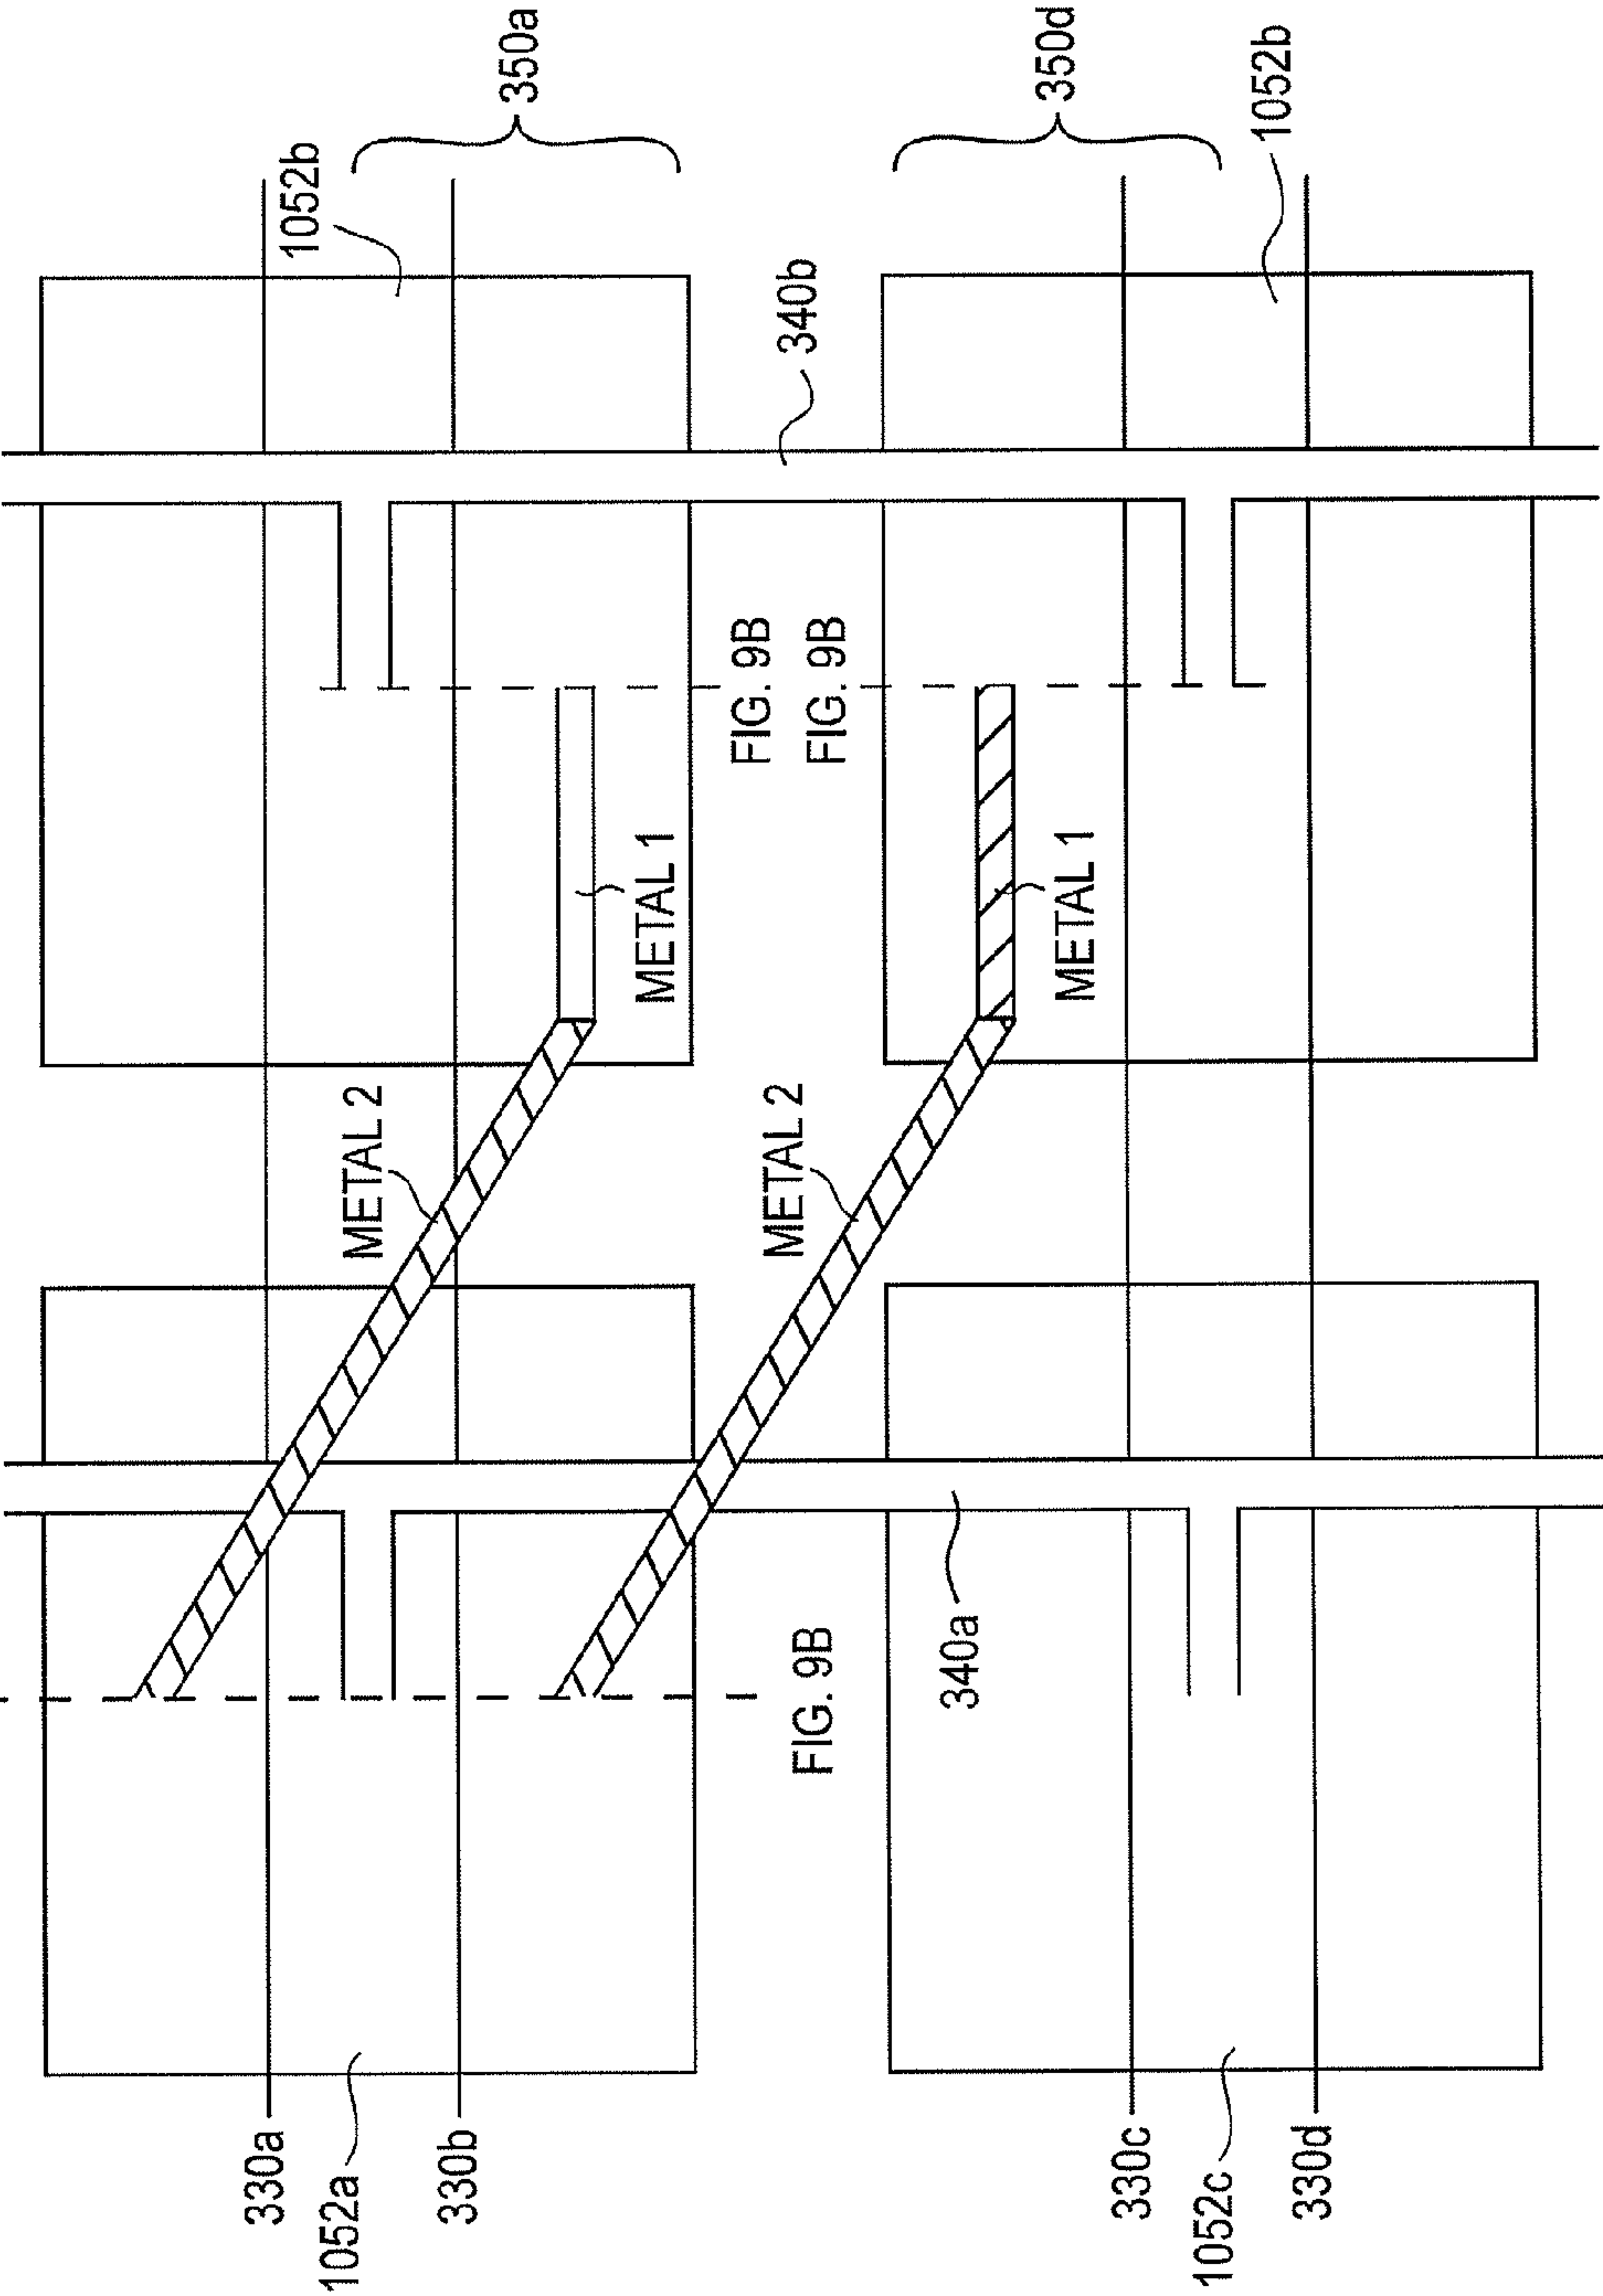 350a
350d
1052b
1052b
340b
FIG. 9B
FIG. 9B
METAL 1
METAL 1
METAL 2
METAL 2
FIG. 9B
340a
330a
1052a
330b
330c
1052c
330d